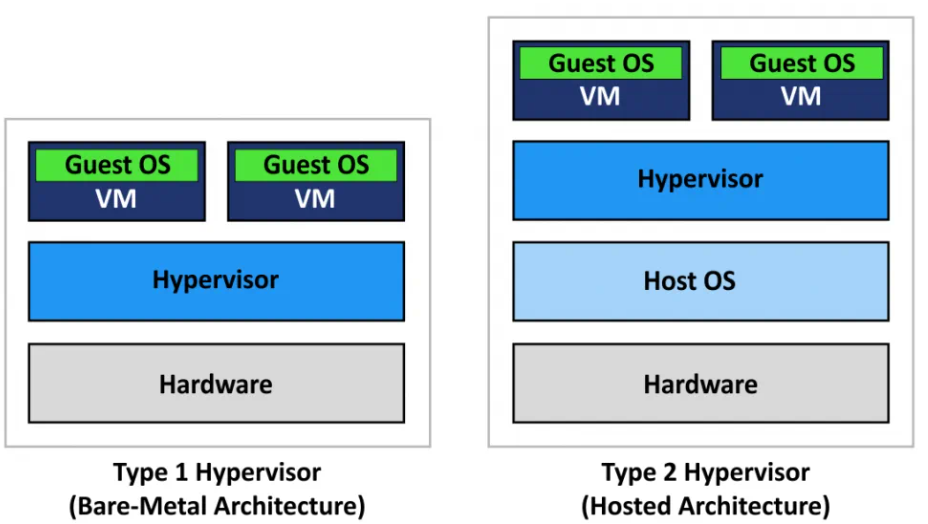 Guest OS
VM
Guest OS
VM
Hypervisor
Hardware
Type 1 Hypervisor
(Bare-Metal Architecture)
Guest OS
VM
Guest OS
VM
Hypervisor
Host OS
Hardware
Type 2 Hypervisor
(Hosted Architecture)